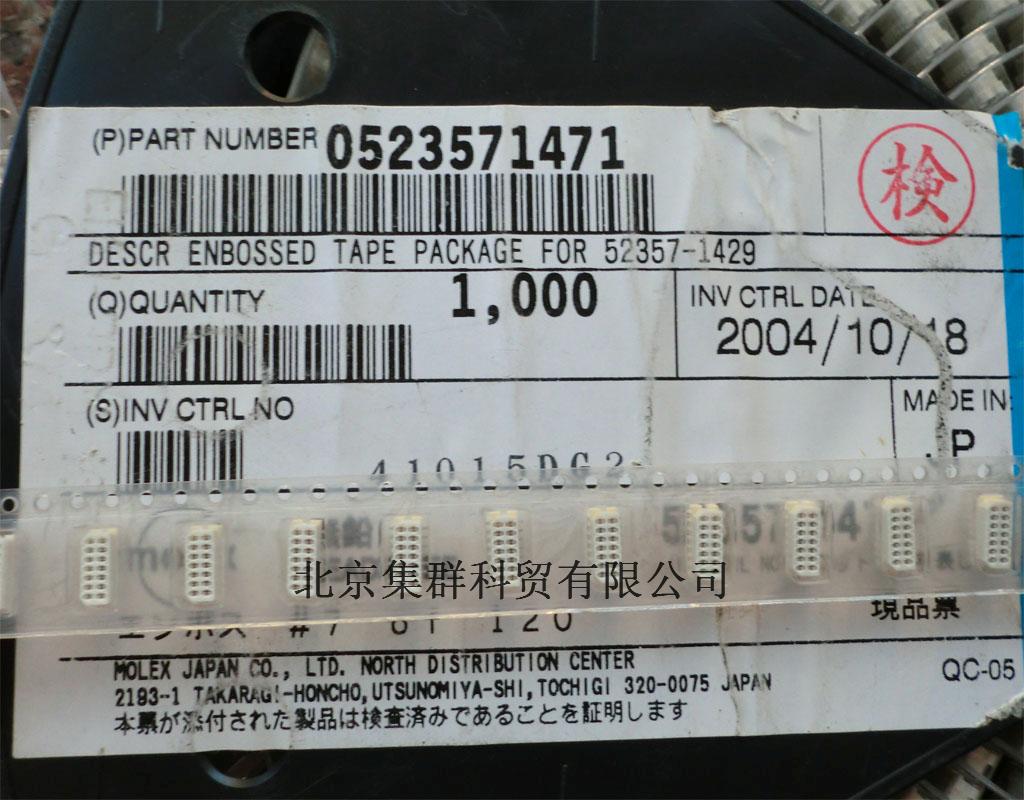 (P)PART NUMBER 0523571471
検
DESCR ENBOSSED TAPE PACKAGE FOR 52357-1429
(Q)QUANTITY 1,000
INV CTRL DATE
2004/10/18
(S)INV CTRL NO
MADE IN:
41015DG2
molex
北京集群科贸有限公司
現品票
MOLEX JAPAN CO., LTD. NORTH DISTRIBUTION CENTER
QC-05
2193-1 TAKARAGI-HONCHO, UTSUNOMIYA-SHI, TOCHIGI 320-0075 JAPAN
本票が添付された製品は検査済みであることを証明します